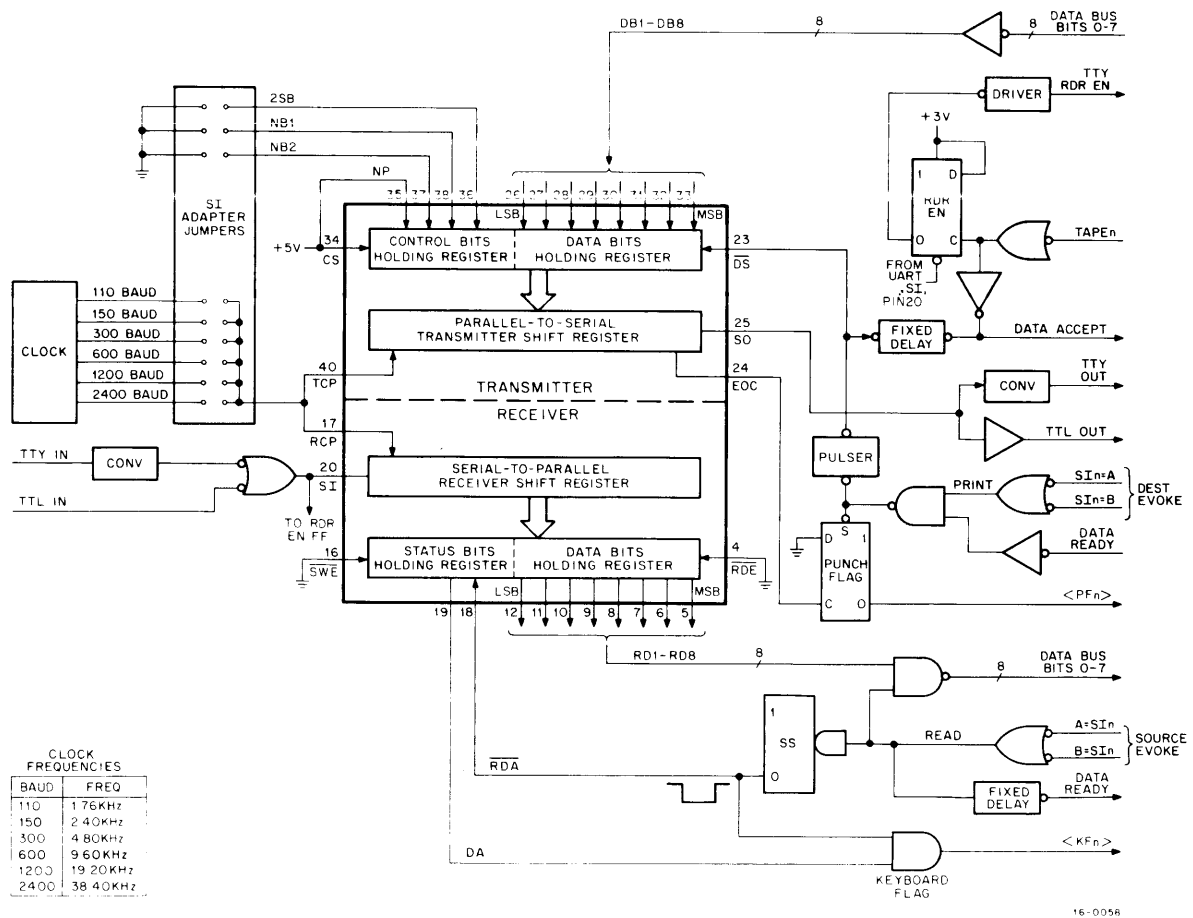 DB1-DB8
8
8
DATA BUS
BITS 0-7
DRIVER
TTY
RDR EN
+3V
2SB
NB1
NB2
NP
SI
ADAPTER
JUMPERS
35 37 38 36
26 27 28 29 30 31 32 33
LSB
MSB
1
D
RDR
EN
0
C
TAPEn
FROM
UART
SI,
PIN20
+5V
34
CS
CONTROL BITS
HOLDING REGISTER
DATA BITS
HOLDING REGISTER
23
DS
CLOCK
110 BAUD
150 BAUD
300 BAUD
600 BAUD
1200 BAUD
2400 BAUD
PARALLEL-TO-SERIAL
TRANSMITTER SHIFT REGISTER
25
SO
24
EOC
FIXED
DELAY
DATA ACCEPT
40
TCP
TRANSMITTER
RECEIVER
CONV
TTY
OUT
TTL OUT
17
RCP
TTY IN
CONV
TTL IN
20
SI
SERIAL-TO-PARALLEL
RECEIVER SHIFT REGISTER
TO RDR
EN FF
PULSER
PRINT
SIn=A
SIn=B
DEST
EVOKE
DATA
READY
16
SWE
STATUS BITS
HOLDING REGISTER
DATA BITS
HOLDING REGISTER
4
RDE
S
D
1
PUNCH
FLAG
C
0
<PFn>
LSB
MSB
19 18 12 11 10 9 8 7 6 5
RD1-RD8
8
8
DATA BUS
BITS 0-7
1
SS
0
READ
A=SIn
B=SIn
SOURCE
EVOKE
RDA
FIXED
DELAY
DATA
READY
DA
KEYBOARD
FLAG
<KFn>
CLOCK
FREQUENCIES
BAUD FREQ
110 1.76KHz
150 2.40KHz
300 4.80KHz
600 9.60KHz
1200 19.20KHz
2400 38.40KHz
16-0058